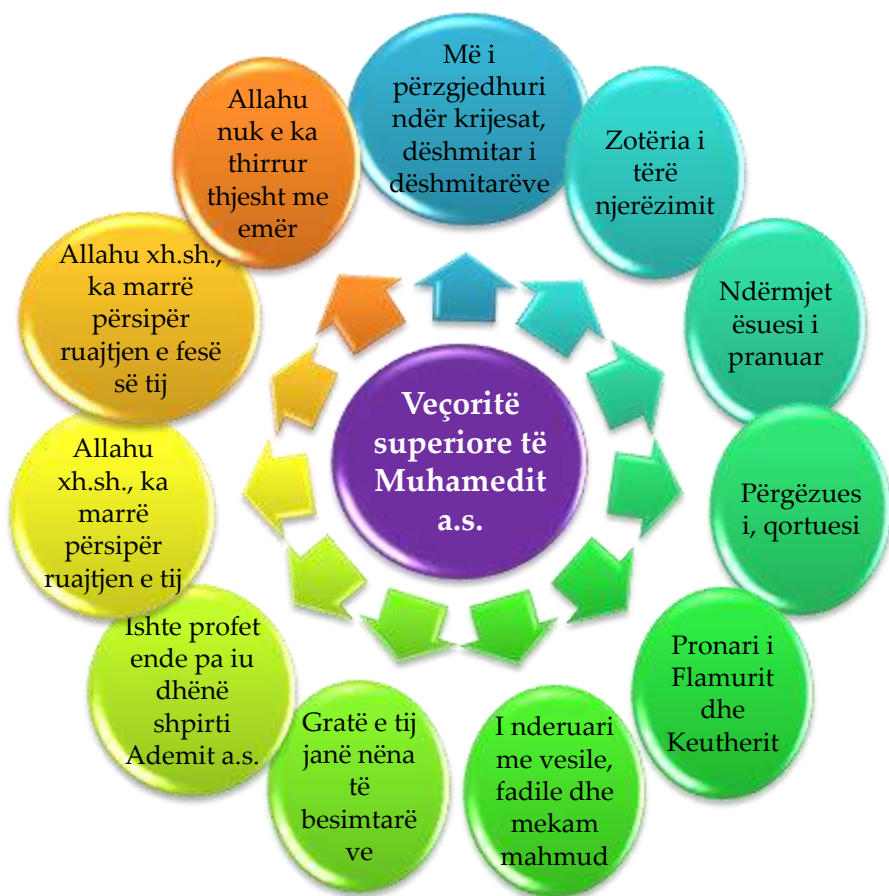 Veçoritë
superiore të
Muhamedit
a.s.
Më i
përzgjedhuri
ndër krijesat,
dëshmitar i
dëshmitarëve
Zotëria i
tërë
njerëzimit
Ndërmjet
ësuesi i
pranuar
Përgëzues
i, qortuesi
Pronari i
Flamurit
dhe
Keutherit
I nderuari
me vesile,
fadile dhe
mekam
mahmud
Gratë e tij
janë nëna
të
besimtarë
ve
Ishte profet
ende pa iu
dhënë
shpirti
Ademit a.s.
Allahu
xh.sh., ka
marrë
përsipër
ruajtjen e tij
Allahu xh.sh.,
ka marrë
përsipër
ruajtjen e fesë
së tij
Allahu
nuk e ka
thirrur
thjesht me
emër